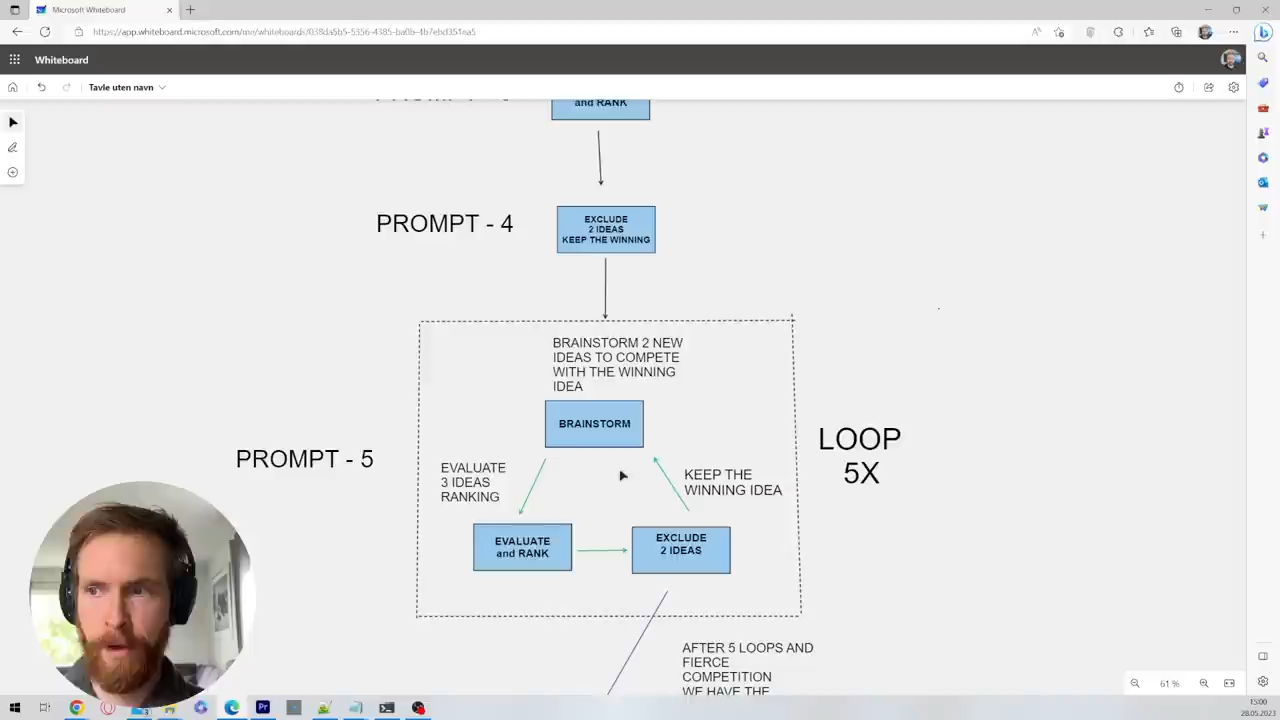 Microsoft Whiteboard
https://app.whiteboard.microsoft.com/me/whiteboards/038da5b5-5356-4385-ba0b-4b7ebd351ea5
Whiteboard
Tavle uten navn
and RANK
PROMPT - 4
EXCLUDE
2 IDEAS
KEEP THE WINNING
BRAINSTORM 2 NEW
IDEAS TO COMPETE
WITH THE WINNING
IDEA
BRAINSTORM
PROMPT - 5
EVALUATE
3 IDEAS
RANKING
KEEP THE
WINNING IDEA
LOOP
5X
EVALUATE
and RANK
EXCLUDE
2 IDEAS
AFTER 5 LOOPS AND
FIERCE
COMPETITION
WE HAVE THE
61 %
15:00
28.05.2023